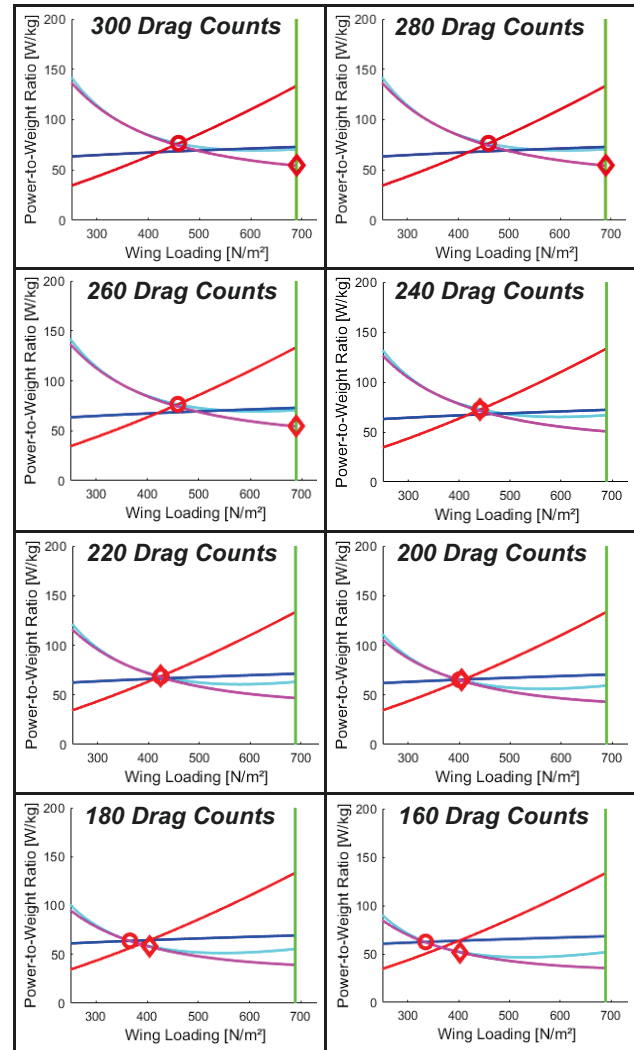 300 Drag Counts
Power-to-Weight Ratio [W/kg]
200
150
100
50
0
300 400 500 600 700
Wing Loading [N/m²]
280 Drag Counts
Power-to-Weight Ratio [W/kg]
200
150
100
50
0
300 400 500 600 700
Wing Loading [N/m²]
260 Drag Counts
Power-to-Weight Ratio [W/kg]
200
150
100
50
0
300 400 500 600 700
Wing Loading [N/m²]
240 Drag Counts
Power-to-Weight Ratio [W/kg]
200
150
100
50
0
300 400 500 600 700
Wing Loading [N/m²]
220 Drag Counts
Power-to-Weight Ratio [W/kg]
200
150
100
50
0
300 400 500 600 700
Wing Loading [N/m²]
200 Drag Counts
Power-to-Weight Ratio [W/kg]
200
150
100
50
0
300 400 500 600 700
Wing Loading [N/m²]
180 Drag Counts
Power-to-Weight Ratio [W/kg]
200
150
100
50
0
300 400 500 600 700
Wing Loading [N/m²]
160 Drag Counts
Power-to-Weight Ratio [W/kg]
200
150
100
50
0
300 400 500 600 700
Wing Loading [N/m²]